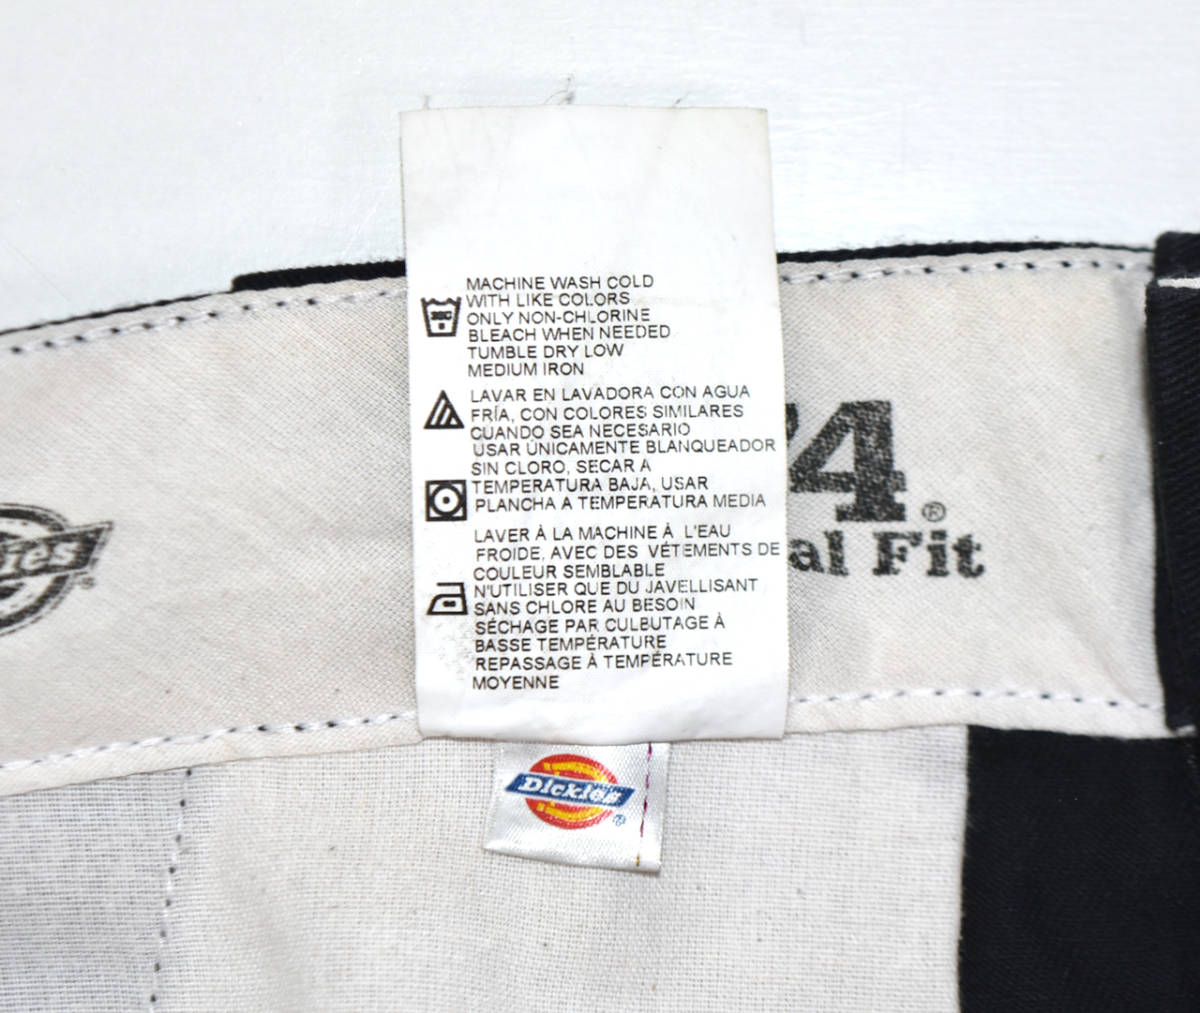 MACHINE WASH COLD
WITH LIKE COLORS
ONLY NON-CHLORINE
BLEACH WHEN NEEDED
TUMBLE DRY LOW
MEDIUM IRON
LAVAR EN LAVADORA CON AGUA
FRÍA, CON COLORES SIMILARES
CUANDO SEA NECESARIO
USAR ÚNICAMENTE BLANQUEADOR
SIN CLORO, SECAR A
TEMPERATURA BAJA, USAR
PLANCHA A TEMPERATURA MEDIA
LAVER À LA MACHINE À L'EAU
FROIDE, AVEC DES VÉTEMENTS DE
COULEUR SEMBLABLE
N'UTILISER QUE DU JAVELLISANT
SANS CHLORE AU BESOIN
SÉCHAGE PAR CULBUTAGE À
BASSE TEMPÉRATURE
REPASSAGE À TEMPÉRATURE
MOYENNE
74®
al Fit
kies®
Dickies®